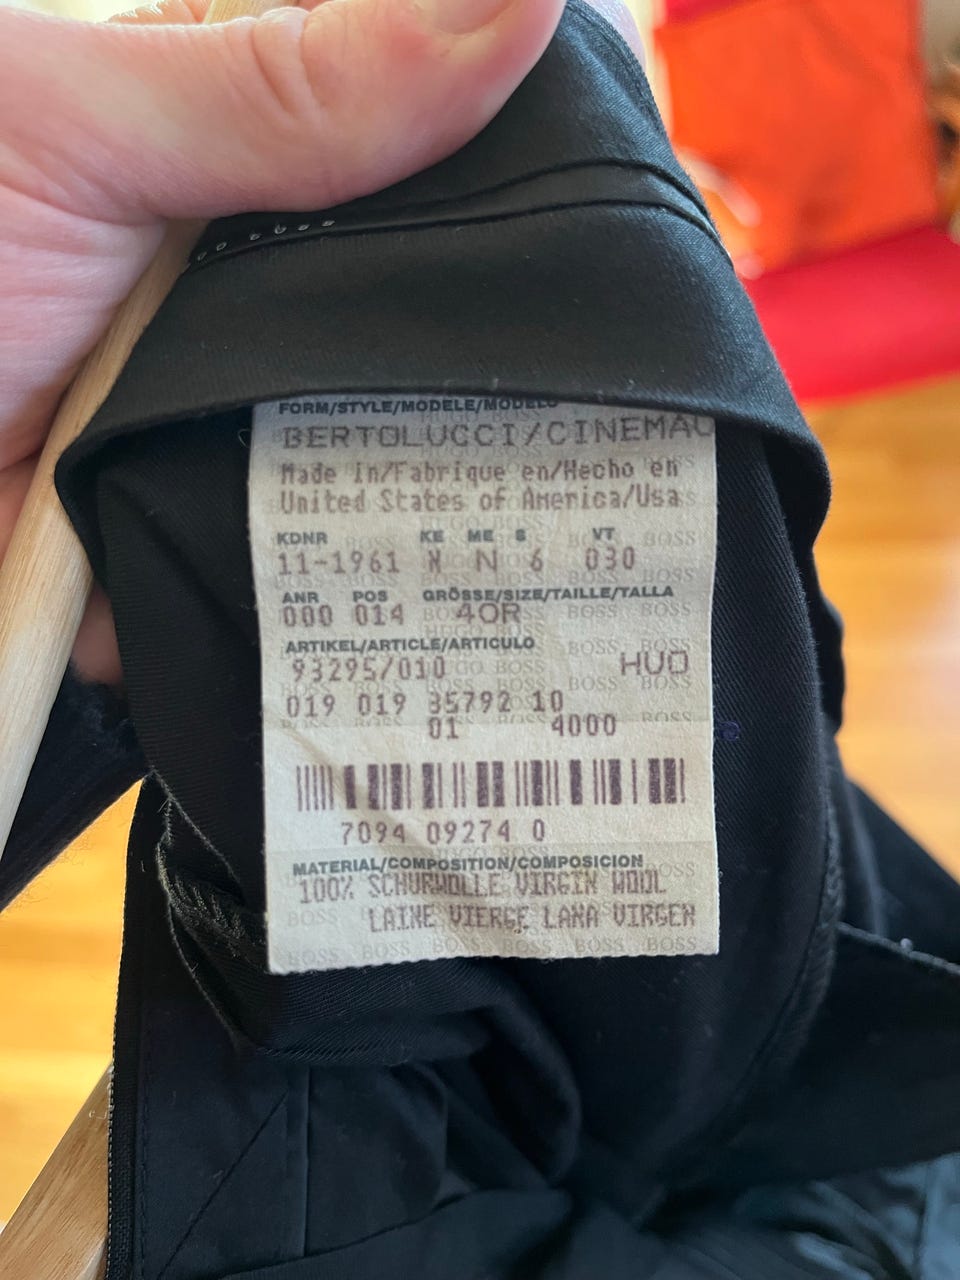 FORM/STYLE/MODELE/MODELO
BERTOLUCCI/CINEMAU
Made in/Fabrique en/Hecho en
United States of America/Usa
KDNR KE ME S VT
11-1961 N N 6 030
ANR POS GRÖSSE/SIZE/TAILLE/TALLA
000 014 40R
ARTIKEL/ARTICLE/ARTICULO
93295/010 HUO
019 019 35792 10
01 4000
7094 09274 0
MATERIAL/COMPOSITION/COMPOSICION
100% SCHURWOLLE VIRGIN WOOL
LAINE VIERGE LANA VIRGEN
HUGO BOSS